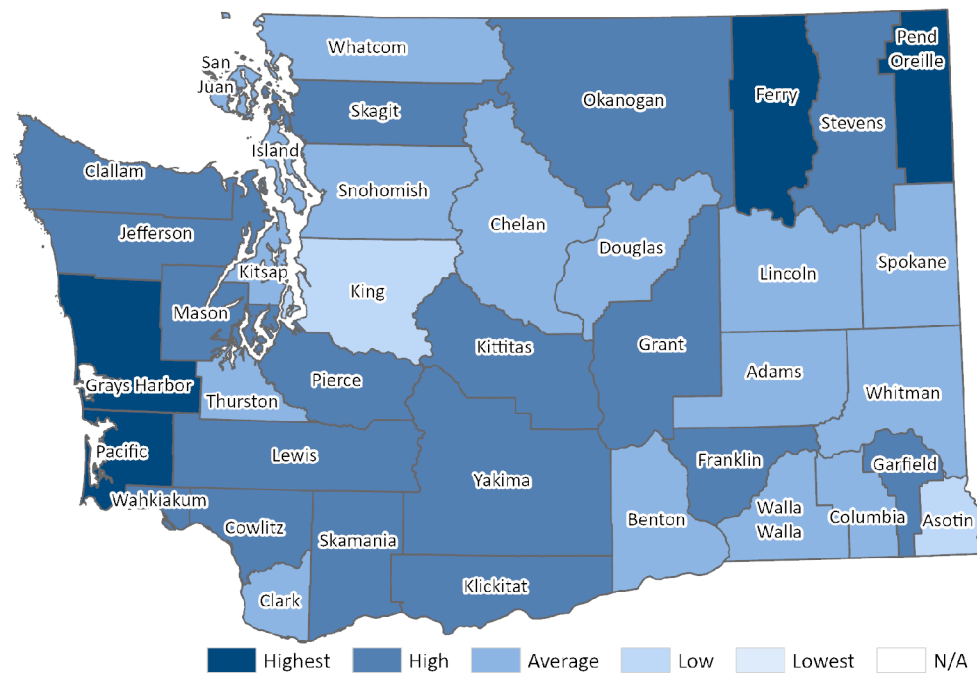 Whatcom
San
Juan
Pend
Oreille
Okanogan
Ferry
Skagit
Stevens
Island
Clallam
Snohomish
Chelan
Jefferson
Douglas
Spokane
Kitsap
Lincoln
King
Mason
Kittitas
Grant
Pierce
Adams
Grays Harbor
Whitman
Thurston
Pacific
Lewis
Franklin
Garfield
Yakima
Wahkiakum
Walla
Walla
Benton
Columbia
Asotin
Cowlitz
Skamania
Klickitat
Clark
Highest
High
Average
Low
Lowest
N/A